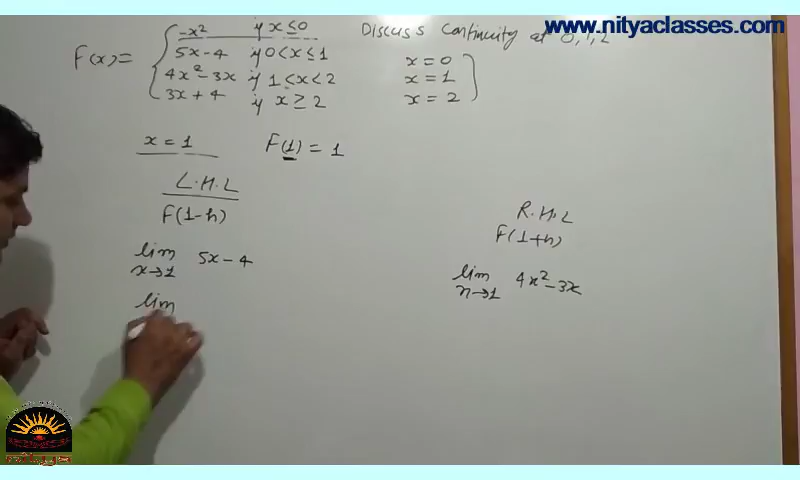 www.nityaclasses.com
F(x) = { -x² if x ≤ 0
5x - 4 if 0 < x ≤ 1
4x² - 3x if 1 < x < 2
3x + 4 if x ≥ 2
Discuss Continuity at 0, 1, 2
x = 0
x = 1
x = 2
x = 1 F(1) = 1
L.H.L
F(1-h)
lim x→1 5x - 4
lim
R.H.L
F(1+h)
lim x→1 4x² - 3x